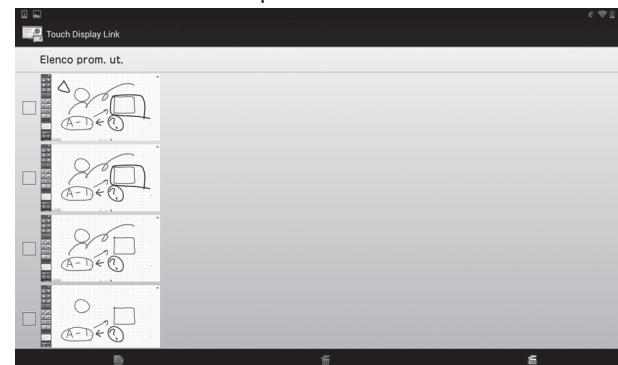 Touch Display Link
Elenco prom. ut.
A-1 ?
A-1 ?
A-1 ?
A-1 ?